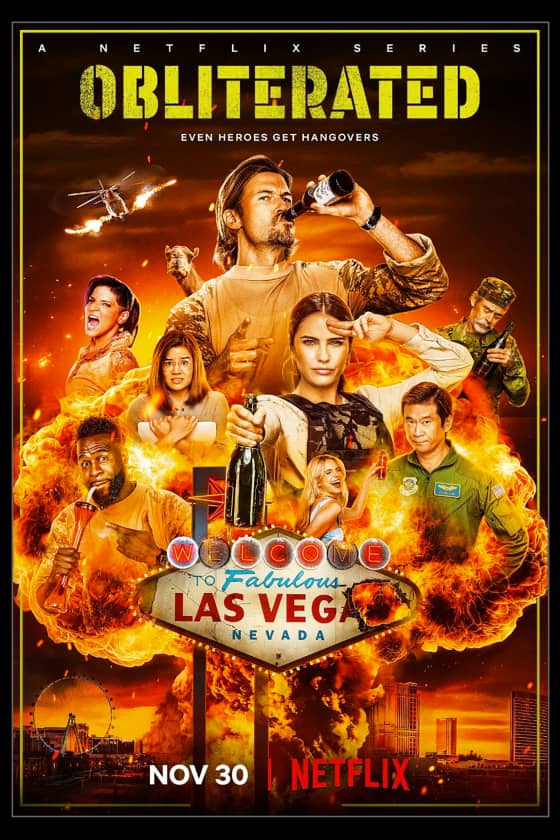 A NETFLIX SERIES
OBLITERATED
EVEN HEROES GET HANGOVERS
WELCOME
TO Fabulous
LAS VEGA
NEVADA
NOV 30 | NETFLIX